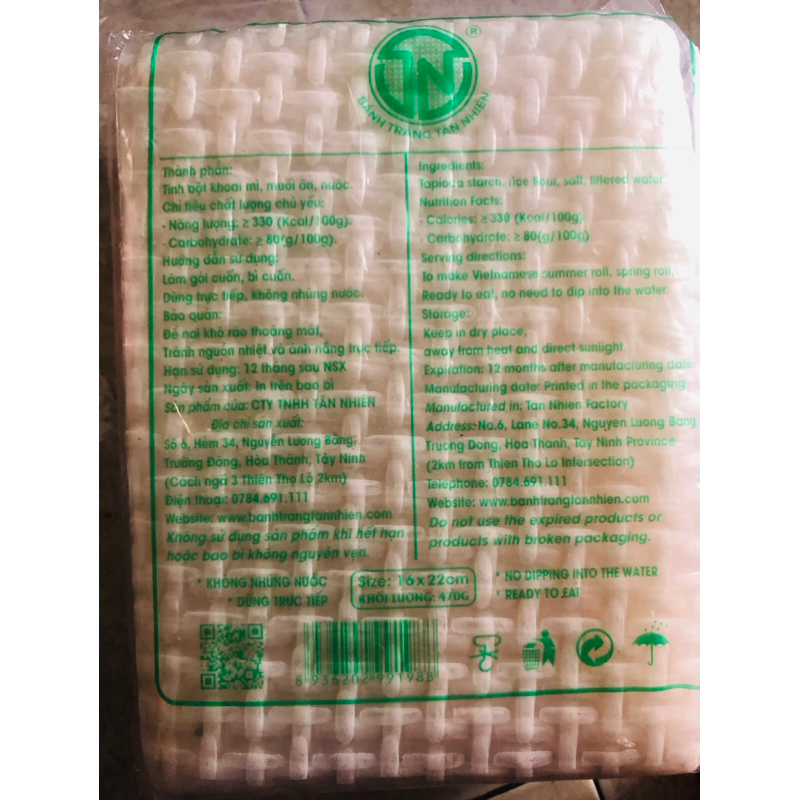 TN ®
BÁNH TRÁNG TÂN NHIÊN
Thành phần:
Tinh bột khoai mì, muối ăn, nước.
Chỉ tiêu chất lượng chủ yếu:
- Năng lượng: ≥ 330 (Kcal/100g).
- Carbohydrate: ≥ 80(g/100g).
Hướng dẫn sử dụng:
Làm gỏi cuốn, bì cuốn.
Dùng trực tiếp, không nhúng nước.
Bảo quản:
Để nơi khô ráo thoáng mát,
Tránh nguồn nhiệt và ánh nắng trực tiếp.
Hạn sử dụng: 12 tháng sau NSX
Ngày sản xuất: In trên bao bì
Sản phẩm của: CTY TNHH TÂN NHIÊN
Địa chỉ sản xuất:
Số 6, Hẻm 34, Nguyễn Lương Bằng,
Trường Đông, Hòa Thành, Tây Ninh
(Cách ngã 3 Thiên Thọ Lộ 2km)
Điện thoại: 0784.691.111
Website: www.banhtrangtannhien.com
Không sử dụng sản phẩm khi hết hạn
hoặc bao bì không nguyên vẹn.
Ingredients:
Tapioca starch, rice flour, salt, filtered water
Nutrition Facts:
- Calories: ≥ 330 (Kcal/100g)
- Carbohydrate: ≥ 80(g/100g)
Serving directions:
To make Vietnamese summer roll, spring roll,
Ready to eat, no need to dip into the water.
Storage:
Keep in dry place,
away from heat and direct sunlight.
Expiration: 12 months after manufacturing date
Manufacturing date: Printed in the packaging
Manufactured in: Tan Nhien Factory
Address: No.6, Lane No.34, Nguyen Luong Bang,
Truong Dong, Hoa Thanh, Tay Ninh Province
(2km from Thien Tho Lo Intersection)
Telephone: 0784.691.111
Website: www.banhtrangtannhien.com
Do not use the expired products or
products with broken packaging.
* KHÔNG NHÚNG NƯỚC
* DÙNG TRỰC TIẾP
Size: 16 x 22cm
KHỐI LƯỢNG: 470G
* NO DIPPING INTO THE WATER
* READY TO EAT
8 936202 991988